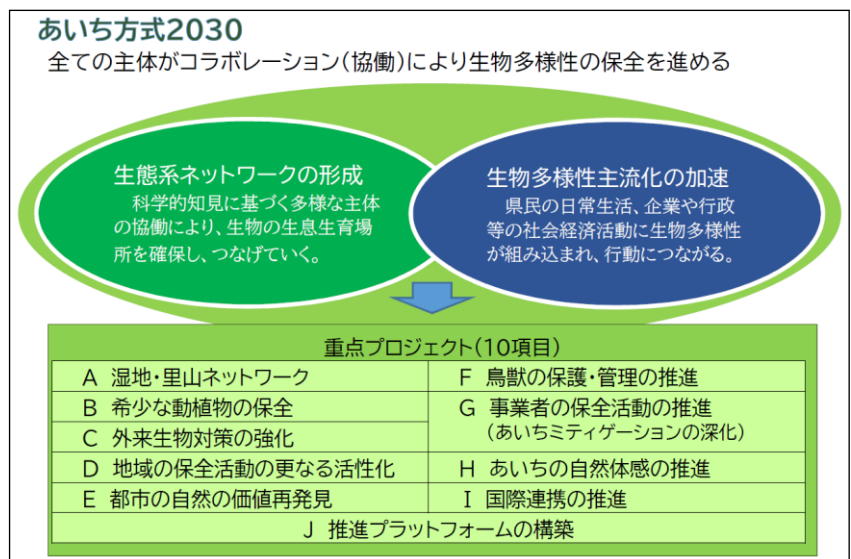 あいち方式2030
全ての主体がコラボレーション(協働)により生物多様性の保全を進める
生態系ネットワークの形成
科学的知見に基づく多様な主体
の協働により、生物の生息生育場
所を確保し、つなげていく。
生物多様性主流化の加速
県民の日常生活、企業や行政
等の社会経済活動に生物多様性
が組み込まれ、行動につながる。
重点プロジェクト(10項目)
A 湿地・里山ネットワーク
B 希少な動植物の保全
C 外来生物対策の強化
D 地域の保全活動の更なる活性化
E 都市の自然の価値再発見
F 鳥獣の保護・管理の推進
G 事業者の保全活動の推進
(あいちミティゲーションの深化)
H あいちの自然体感の推進
I 国際連携の推進
J 推進プラットフォームの構築